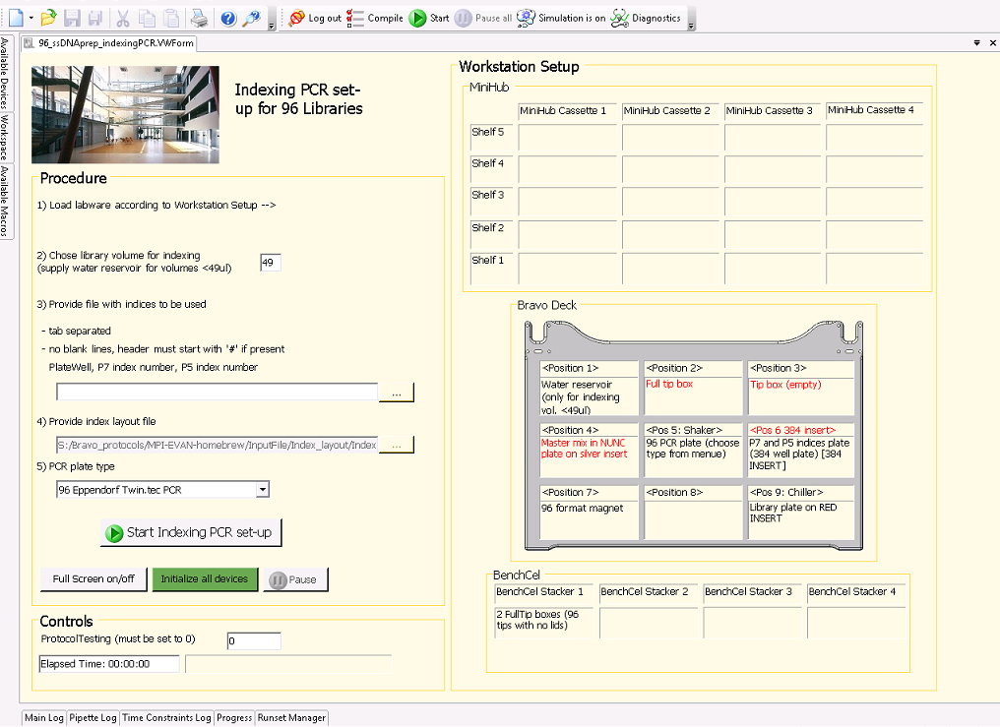 Log out
Compile
Start
Pause all
Simulation is on
Diagnostics
96_ssDNAprep_indexingPCR.VWForm
Available Devices
Workspace
Available Macros
Indexing PCR set-
up for 96 Libraries
Procedure
1) Load labware according to Workstation Setup -->
2) Chose library volume for indexing
(supply water reservoir for volumes <49ul)
49
3) Provide file with indices to be used
- tab separated
- no blank lines, header must start with '#' if present
PlateWell, P7 index number, P5 index number
...
4) Provide index layout file
S:/Bravo_protocols/MPI-EVAN-homebrew/InputFile/Index_layout/Index
...
5) PCR plate type
96 Eppendorf Twin.tec PCR
Start Indexing PCR set-up
Full Screen on/off
Initialize all devices
Pause
Controls
ProtocolTesting (must be set to 0)
0
Elapsed Time: 00:00:00
Workstation Setup
MiniHub
MiniHub Cassette 1
MiniHub Cassette 2
MiniHub Cassette 3
MiniHub Cassette 4
Shelf 5
Shelf 4
Shelf 3
Shelf 2
Shelf 1
Bravo Deck
<Position 1>
Water reservoir
(only for indexing
vol. <49ul)
<Position 2>
Full tip box
<Position 3>
Tip box (empty)
<Position 4>
Master mix in NUNC
plate on silver insert
<Pos 5: Shaker>
96 PCR plate (choose
type from menue)
<Pos 6 384 insert>
P7 and P5 indices plate
(384 well plate) [384
INSERT]
<Position 7>
96 format magnet
<Position 8>
<Pos 9: Chiller>
Library plate on RED
INSERT
BenchCel
BenchCel Stacker 1
BenchCel Stacker 2
BenchCel Stacker 3
BenchCel Stacker 4
2 FullTip boxes (96
tips with no lids)
Main Log
Pipette Log
Time Constraints Log
Progress
Runset Manager